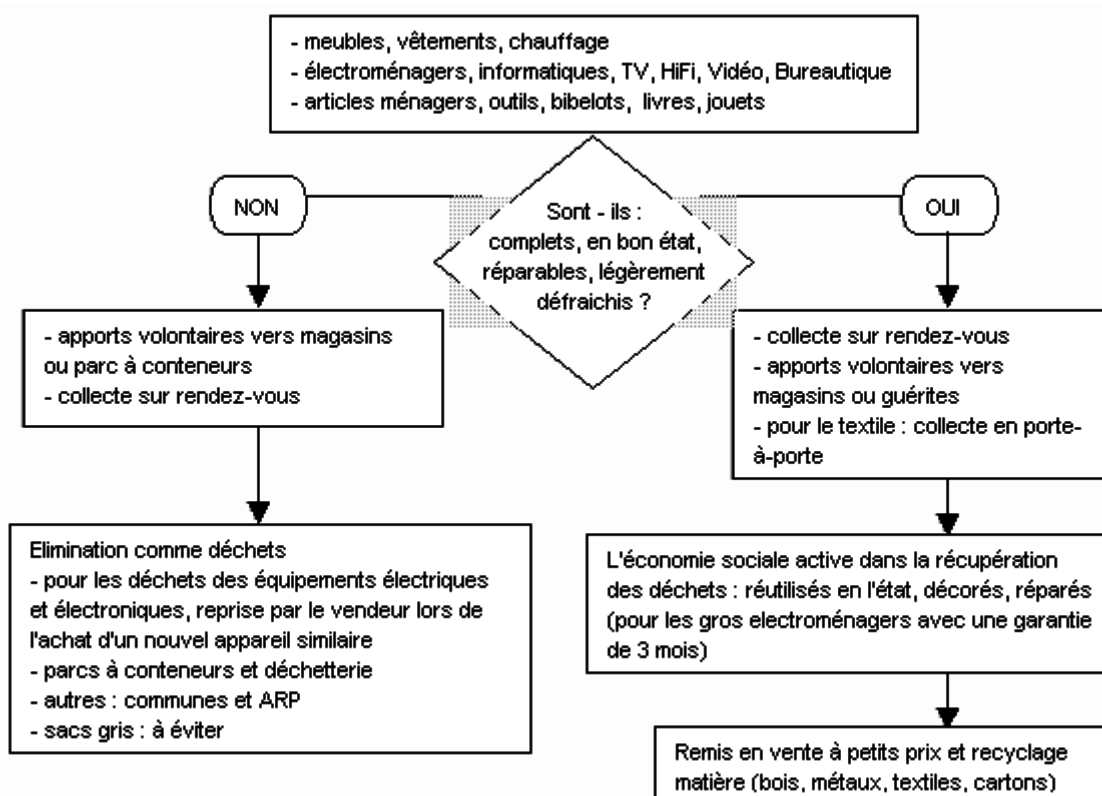 - meubles, vêtements, chauffage
- électroménagers, informatiques, TV, HiFi, Vidéo, Bureautique
- articles ménagers, outils, bibelots, livres, jouets
NON
Sont - ils :
complets, en bon état,
réparables, légèrement
défraichis ?
OUI
- apports volontaires vers magasins
ou parc à conteneurs
- collecte sur rendez-vous
- collecte sur rendez-vous
- apports volontaires vers
magasins ou guérites
- pour le textile : collecte en porte-
à-porte
Elimination comme déchets
- pour les déchets des équipements électriques
et électroniques, reprise par le vendeur lors de
l'achat d'un nouvel appareil similaire
- parcs à conteneurs et déchetterie
- autres : communes et ARP
- sacs gris : à éviter
L'économie sociale active dans la récupération
des déchets : réutilisés en l'état, décorés, réparés
(pour les gros electroménagers avec une garantie
de 3 mois)
Remis en vente à petits prix et recyclage
matière (bois, métaux, textiles, cartons)